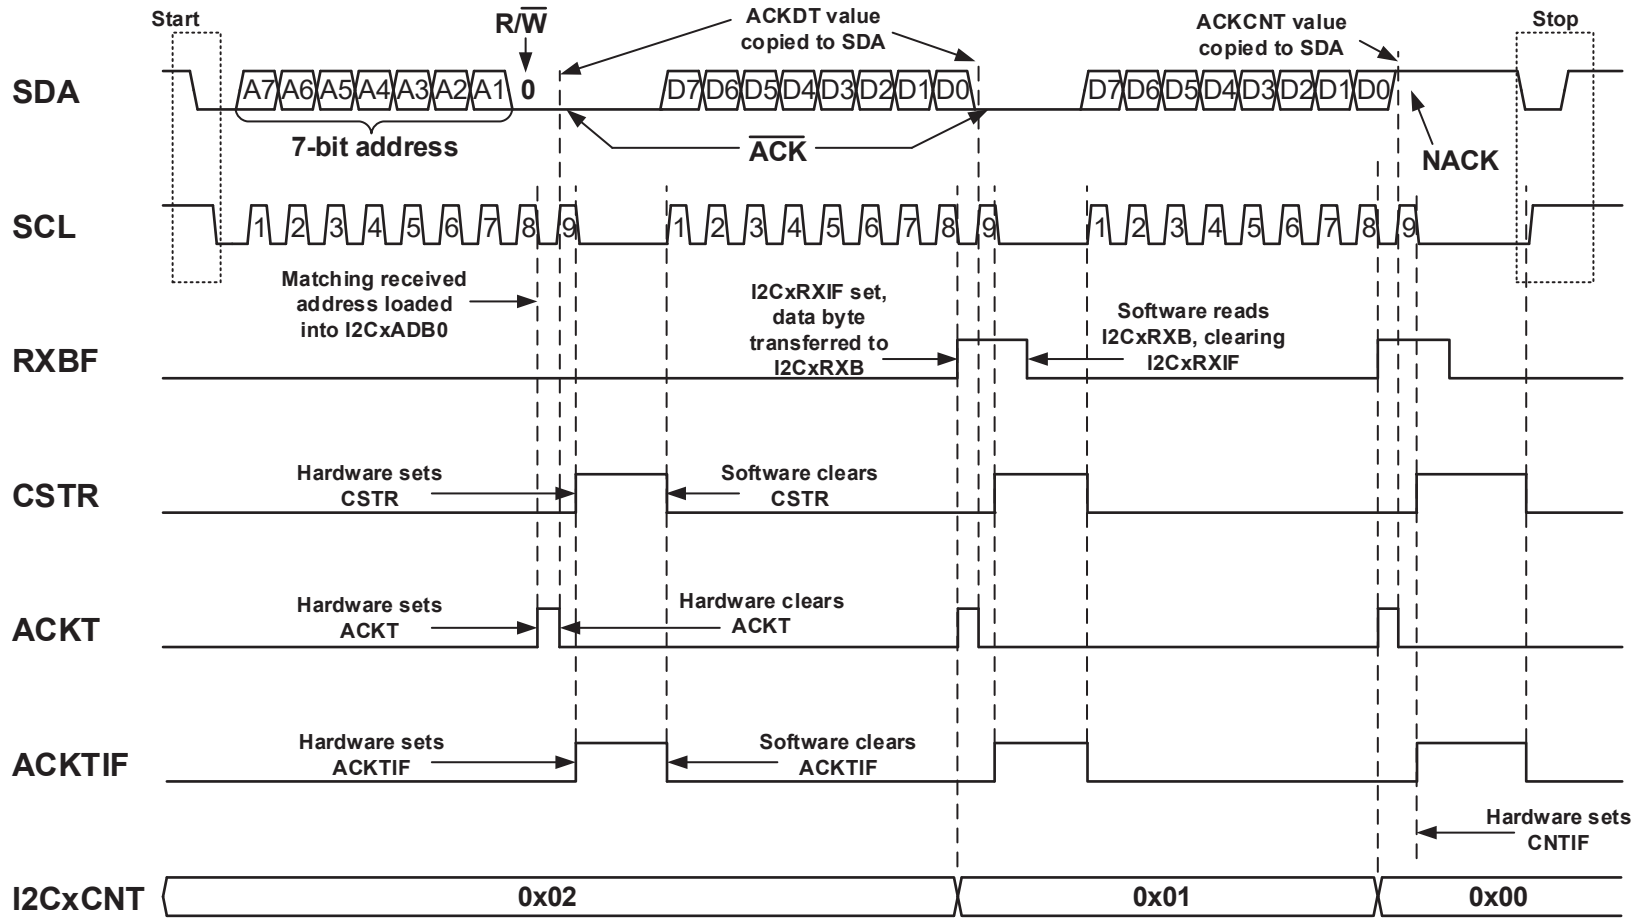 Start
R/W
ACKDT value
copied to SDA
ACKCNT value
copied to SDA
Stop
SDA
A7 A6 A5 A4 A3 A2 A1 0
D7 D6 D5 D4 D3 D2 D1 D0
D7 D6 D5 D4 D3 D2 D1 D0
7-bit address
ACK
NACK
SCL
1 2 3 4 5 6 7 8 9
1 2 3 4 5 6 7 8 9
1 2 3 4 5 6 7 8 9
Matching received
address loaded
into I2CxADB0
I2CxRXIF set,
data byte
transferred to
I2CxRXB
Software reads
I2CxRXB, clearing
I2CxRXIF
RXBF
CSTR
Hardware sets
CSTR
Software clears
CSTR
ACKT
Hardware sets
ACKT
Hardware clears
ACKT
ACKTIF
Hardware sets
ACKTIF
Software clears
ACKTIF
Hardware sets
CNTIF
I2CxCNT
0x02
0x01
0x00